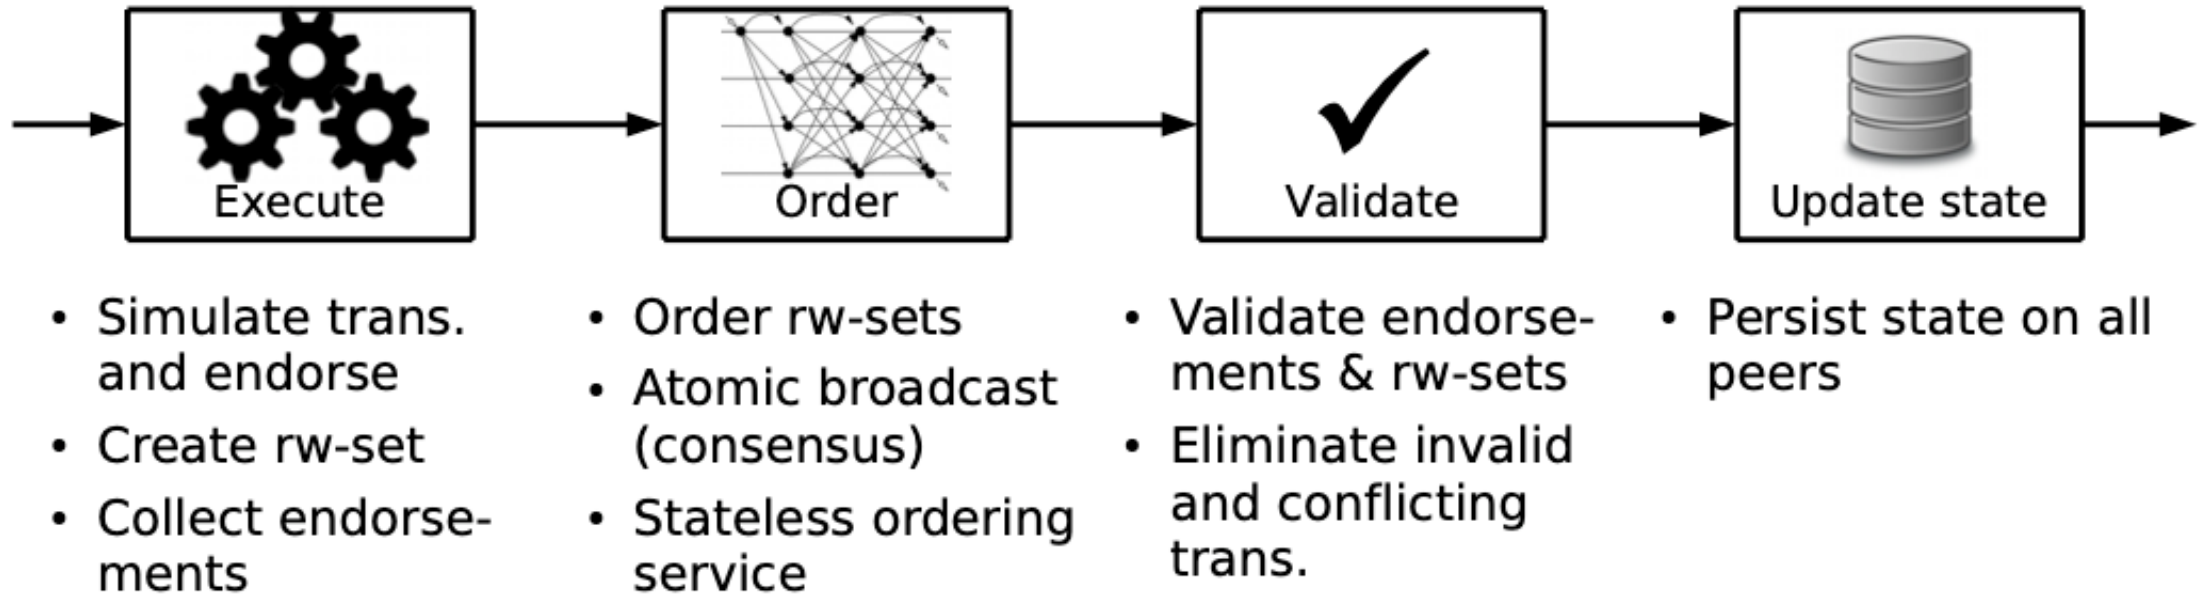 Execute
Order
Validate
Update state
• Simulate trans.
and endorse
• Create rw-set
• Collect endorse-
ments
• Order rw-sets
• Atomic broadcast
(consensus)
• Stateless ordering
service
• Validate endorse-
ments & rw-sets
• Eliminate invalid
and conflicting
trans.
• Persist state on all
peers